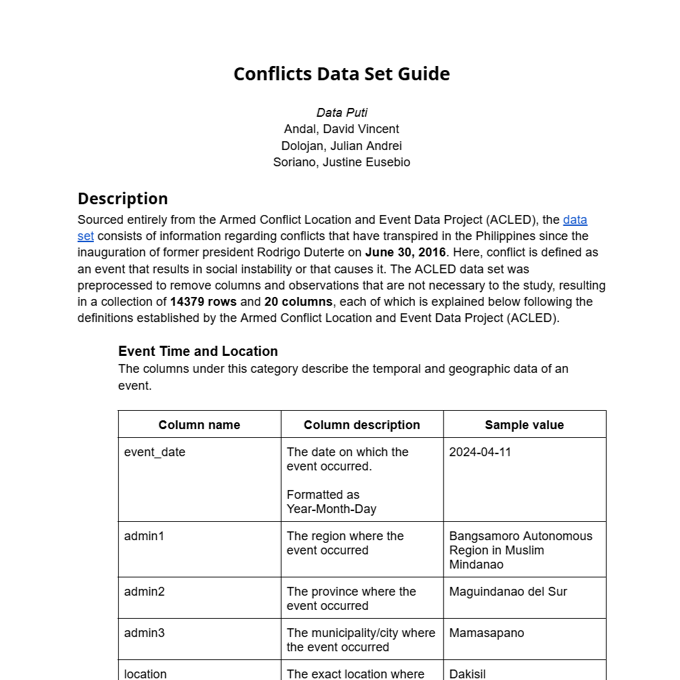 Conflicts Data Set Guide
Data Puti
Andal, David Vincent
Dolojan, Julian Andrei
Soriano, Justine Eusebio
Description
Sourced entirely from the Armed Conflict Location and Event Data Project (ACLED), the data
set consists of information regarding conflicts that have transpired in the Philippines since the
inauguration of former president Rodrigo Duterte on June 30, 2016. Here, conflict is defined as
an event that results in social instability or that causes it. The ACLED data set was
preprocessed to remove columns and observations that are not necessary to the study, resulting
in a collection of 14379 rows and 20 columns, each of which is explained below following the
definitions established by the Armed Conflict Location and Event Data Project (ACLED).
Event Time and Location
The columns under this category describe the temporal and geographic data of an
event.
Column name Column description Sample value
event_date The date on which the 2024-04-11
event occurred.
Formatted as
Year-Month-Day
admin1 The region where the Bangsamoro Autonomous
event occurred Region in Muslim
Mindanao
admin2 The province where the Maguindanao del Sur
event occurred
admin3 The municipality/city where Mamasapano
the event occurred
location The exact location where Dakisil